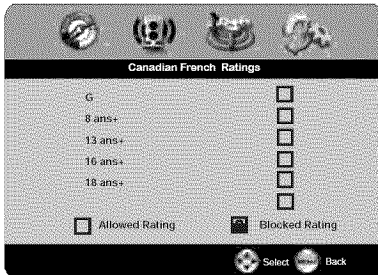 Canadian French Ratings
G
8 ans+
13 ans+
16 ans+
18 ans+
Allowed Rating Blocked Rating
Select Back